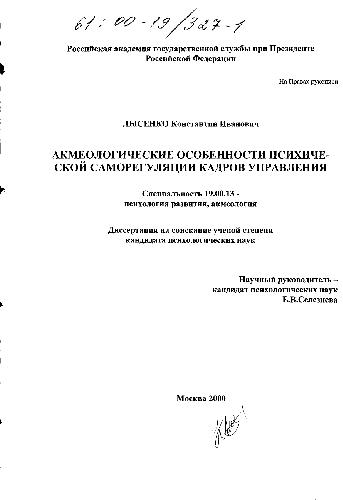 61:00-19/327-1
Российская академия государственной службы при Президенте
Российской Федерации
На Правах рукописи
ЛЫСЕНКО Константин Иванович
АКМЕОЛОГИЧЕСКИЕ ОСОБЕННОСТИ ПСИХИЧЕ-
СКОЙ САМОРЕГУЛЯЦИИ КАДРОВ УПРАВЛЕНИЯ
Специальность 19.00.13 -
психология развития, акмеология
Диссертация на соискание ученой степени
кандидата психологических наук
Научный руководитель –
кандидат психологических наук
Е.В.Селезнева
Москва 2000